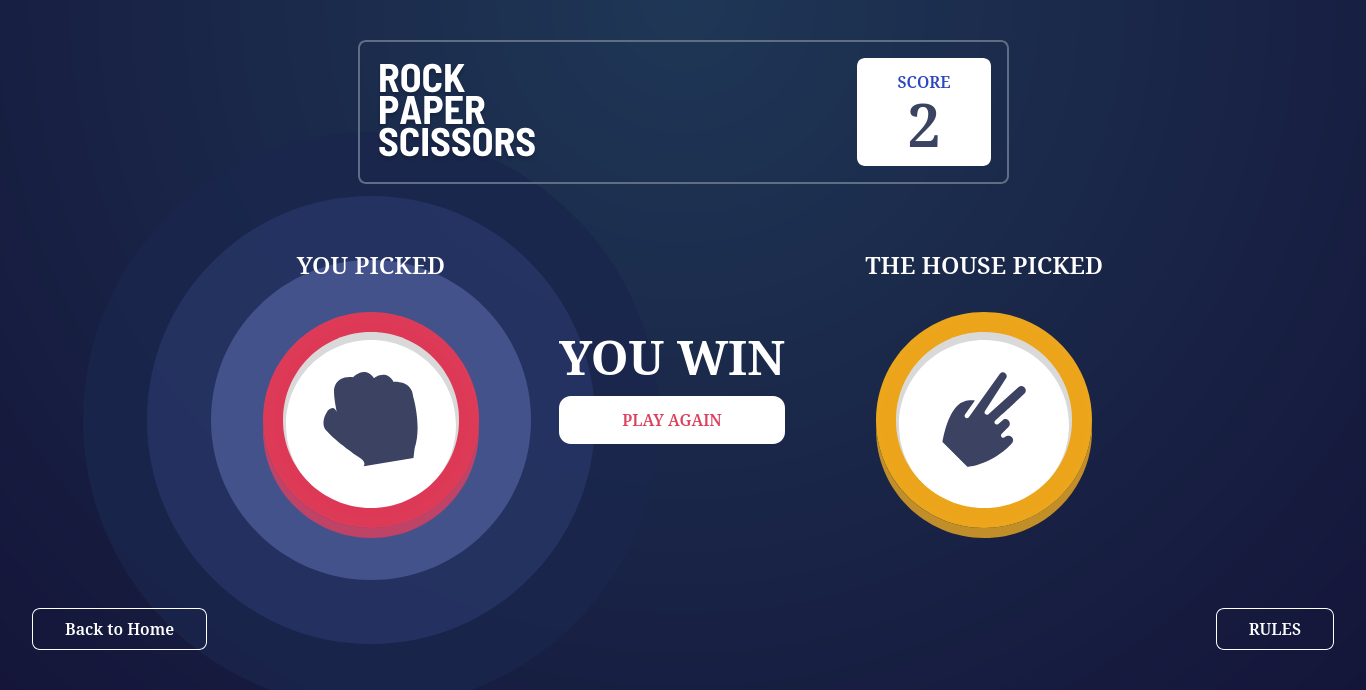 ROCK
PAPER
SCISSORS
SCORE
2
YOU PICKED
THE HOUSE PICKED
YOU WIN
PLAY AGAIN
Back to Home
RULES